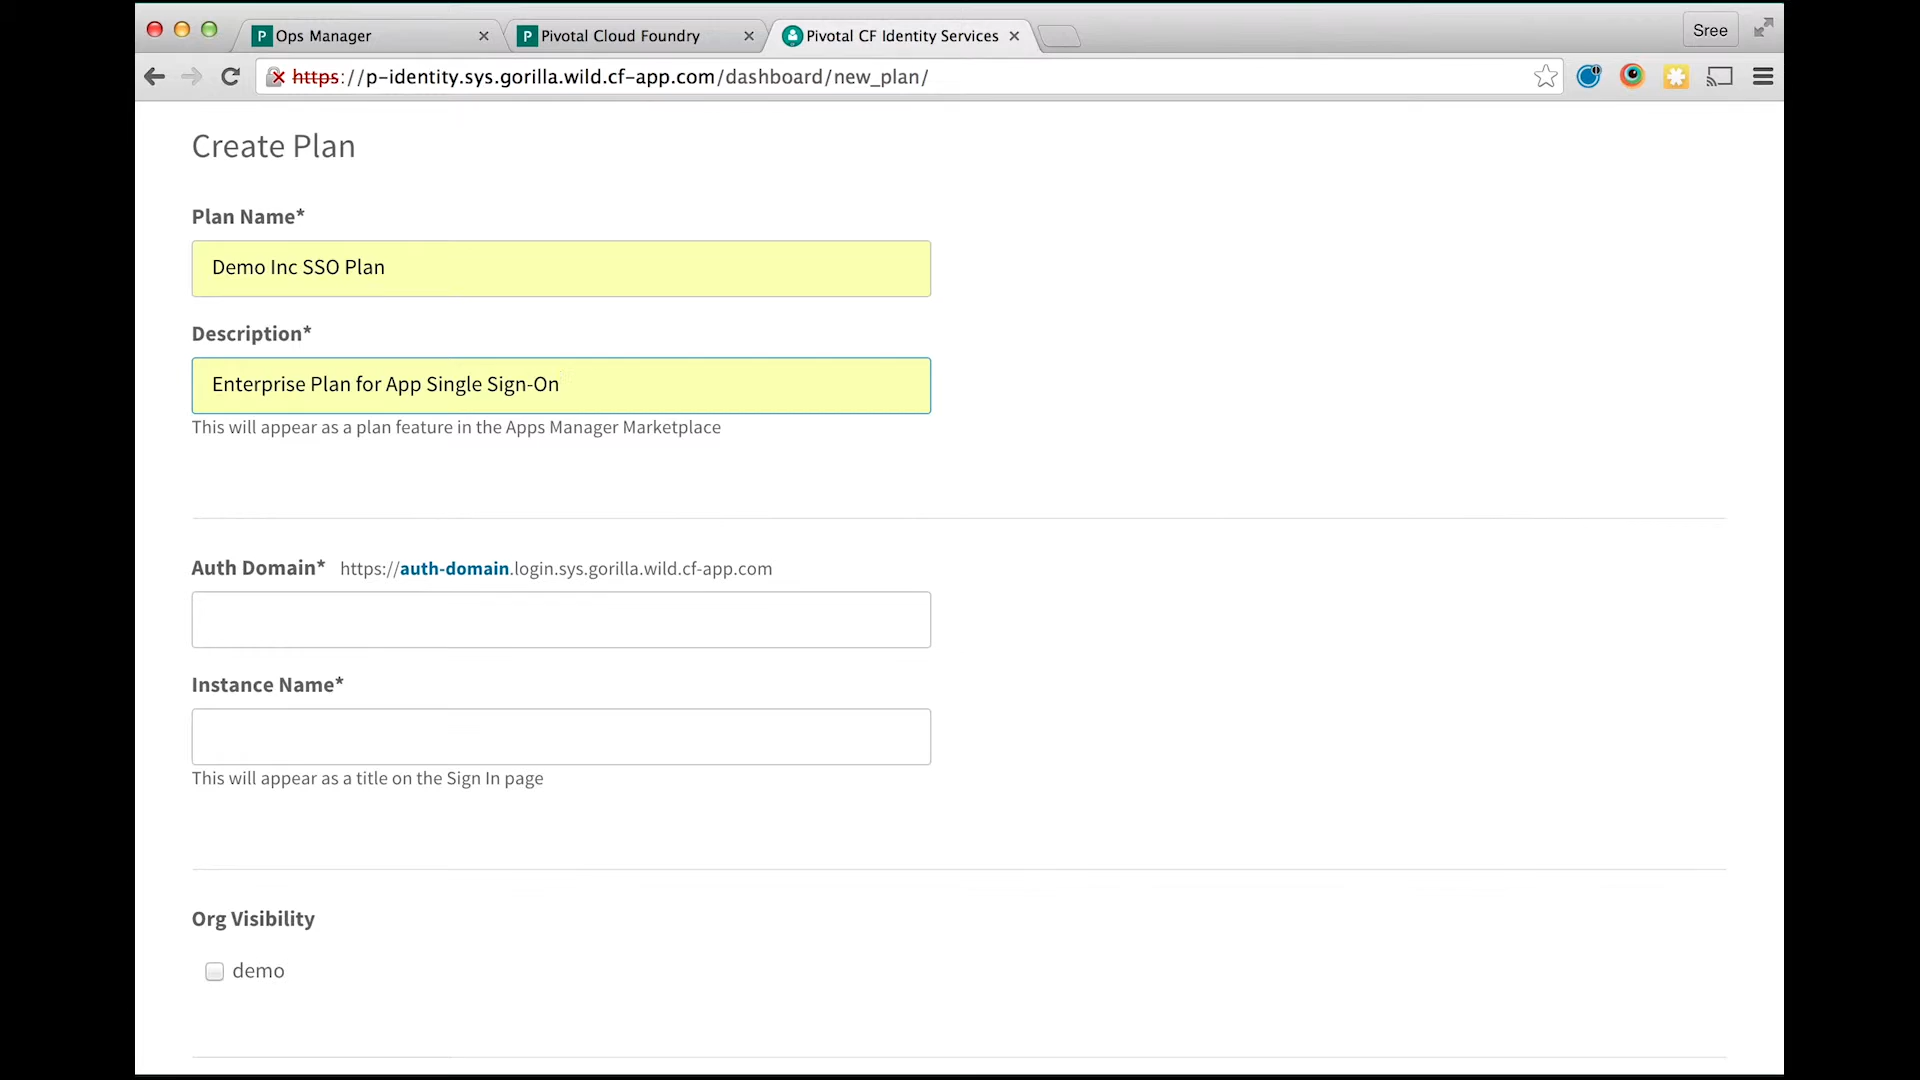 Ops Manager
Pivotal Cloud Foundry
Pivotal CF Identity Services
Sree
https://p-identity.sys.gorilla.wild.cf-app.com/dashboard/new_plan/
Create Plan
Plan Name*
Demo Inc SSO Plan
Description*
Enterprise Plan for App Single Sign-On
This will appear as a plan feature in the Apps Manager Marketplace
Auth Domain* https://auth-domain.login.sys.gorilla.wild.cf-app.com
Instance Name*
This will appear as a title on the Sign In page
Org Visibility
demo